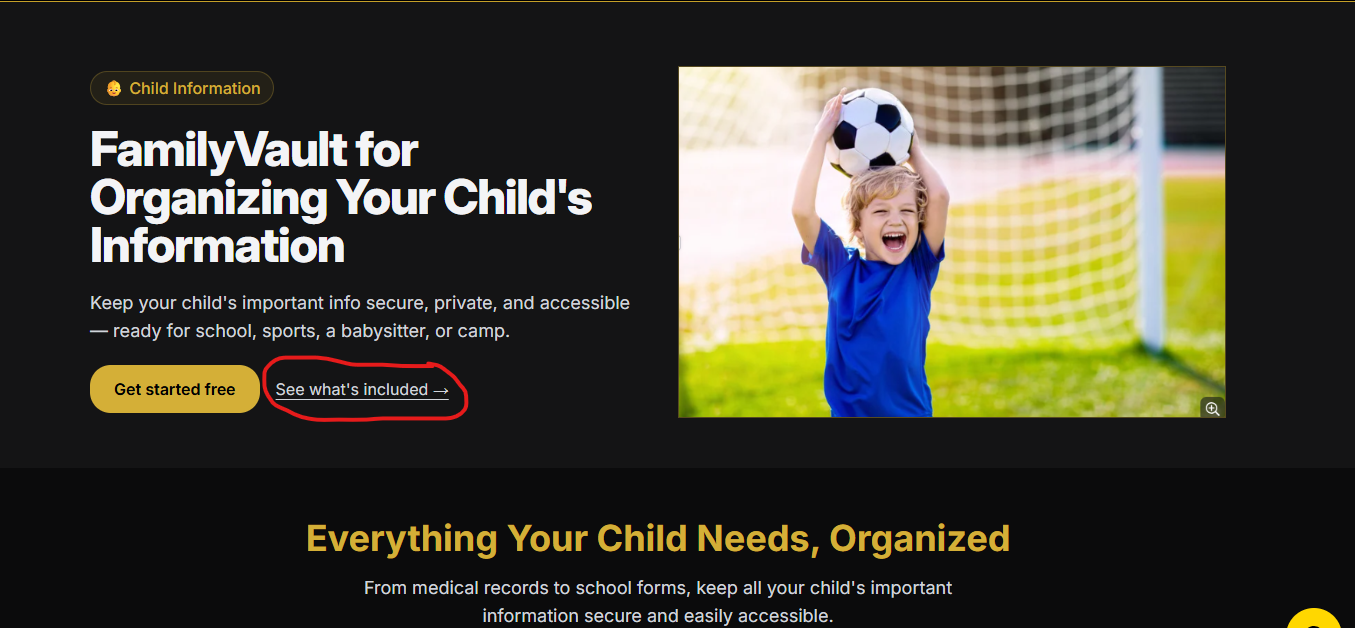 Child Information
FamilyVault for
Organizing Your Child's
Information
Keep your child's important info secure, private, and accessible
— ready for school, sports, a babysitter, or camp.
Get started free
See what's included →
Everything Your Child Needs, Organized
From medical records to school forms, keep all your child's important
information secure and easily accessible.